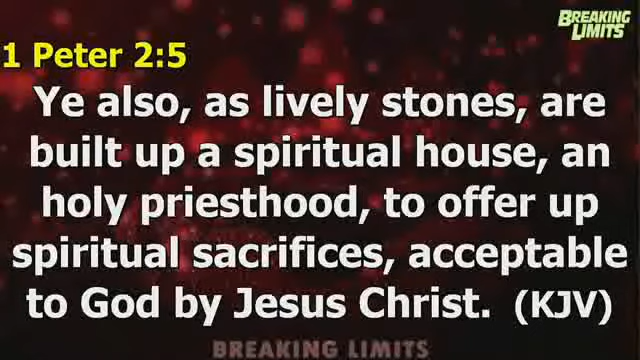 BREAKING
LIMITS
1 Peter 2:5
Ye also, as lively stones, are
built up a spiritual house, an
holy priesthood, to offer up
spiritual sacrifices, acceptable
to God by Jesus Christ. (KJV)
BREAKING LIMITS